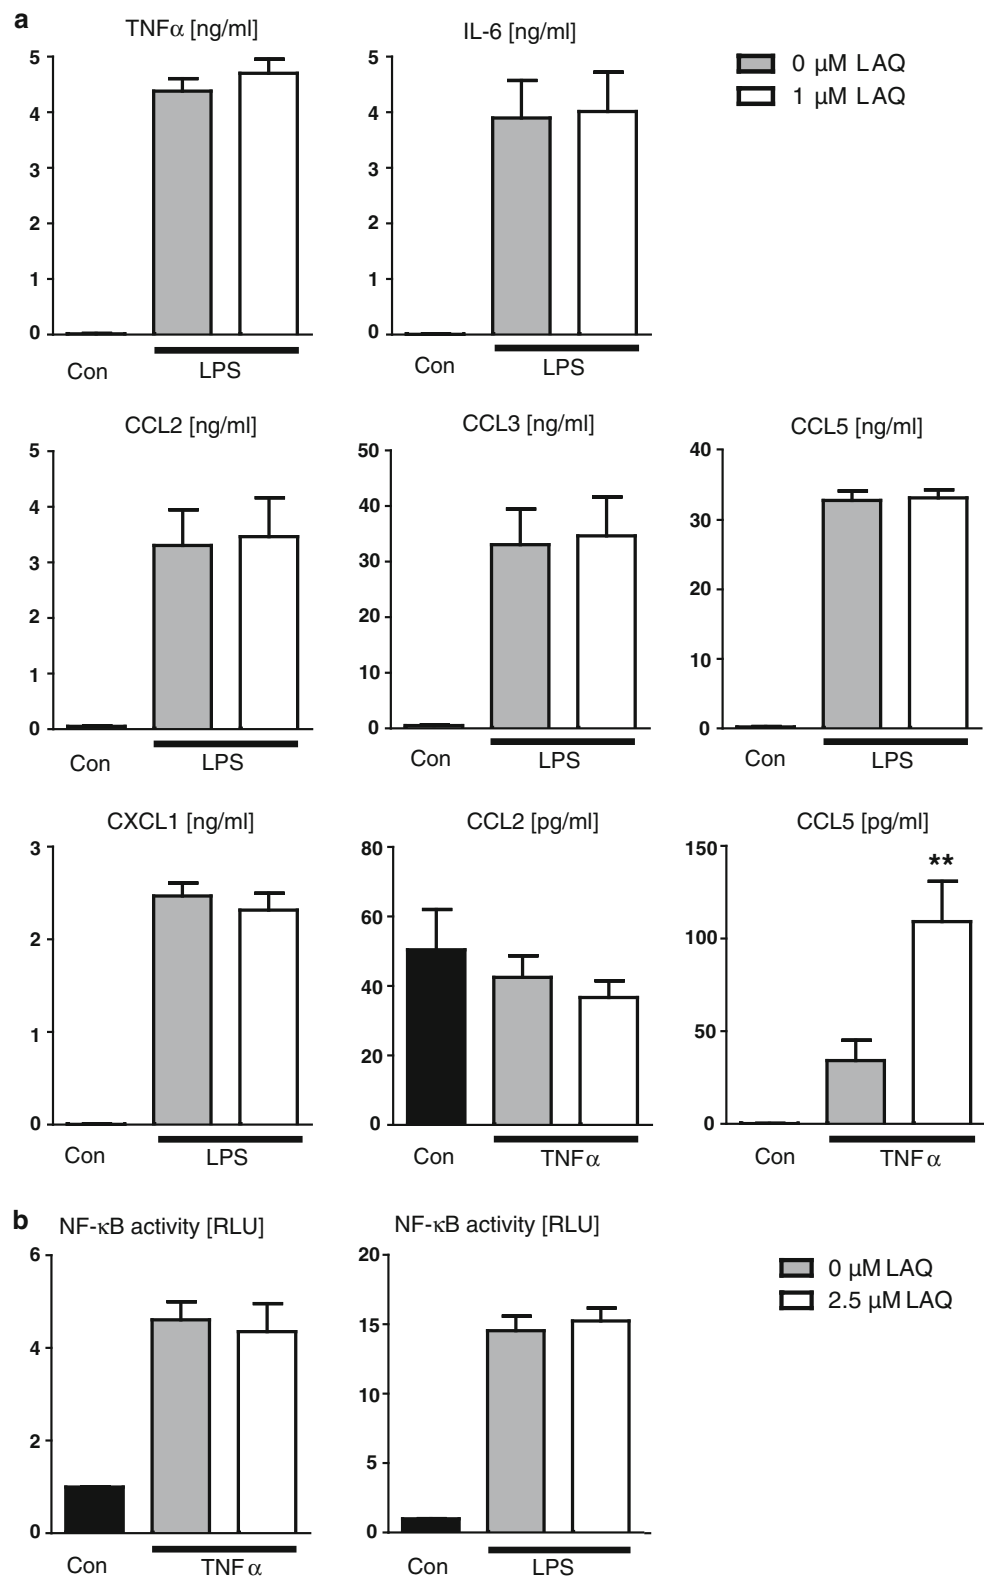 a
TNFα [ng/ml]
5
4
3
2
1
0
Con
LPS
IL-6 [ng/ml]
5
4
3
2
1
0
Con
LPS
0 µM LAQ
1 µM LAQ
CCL2 [ng/ml]
5
4
3
2
1
0
Con
LPS
CCL3 [ng/ml]
50
40
30
20
10
0
Con
LPS
CCL5 [ng/ml]
40
30
20
10
0
Con
LPS
CXCL1 [ng/ml]
3
2
1
0
Con
LPS
CCL2 [pg/ml]
80
60
40
20
0
Con
TNFα
CCL5 [pg/ml]
150
100
50
0
**
Con
TNFα
b
NF-κB activity [RLU]
6
4
2
0
Con
TNFα
NF-κB activity [RLU]
20
15
10
5
0
Con
LPS
0 µM LAQ
2.5 µM LAQ